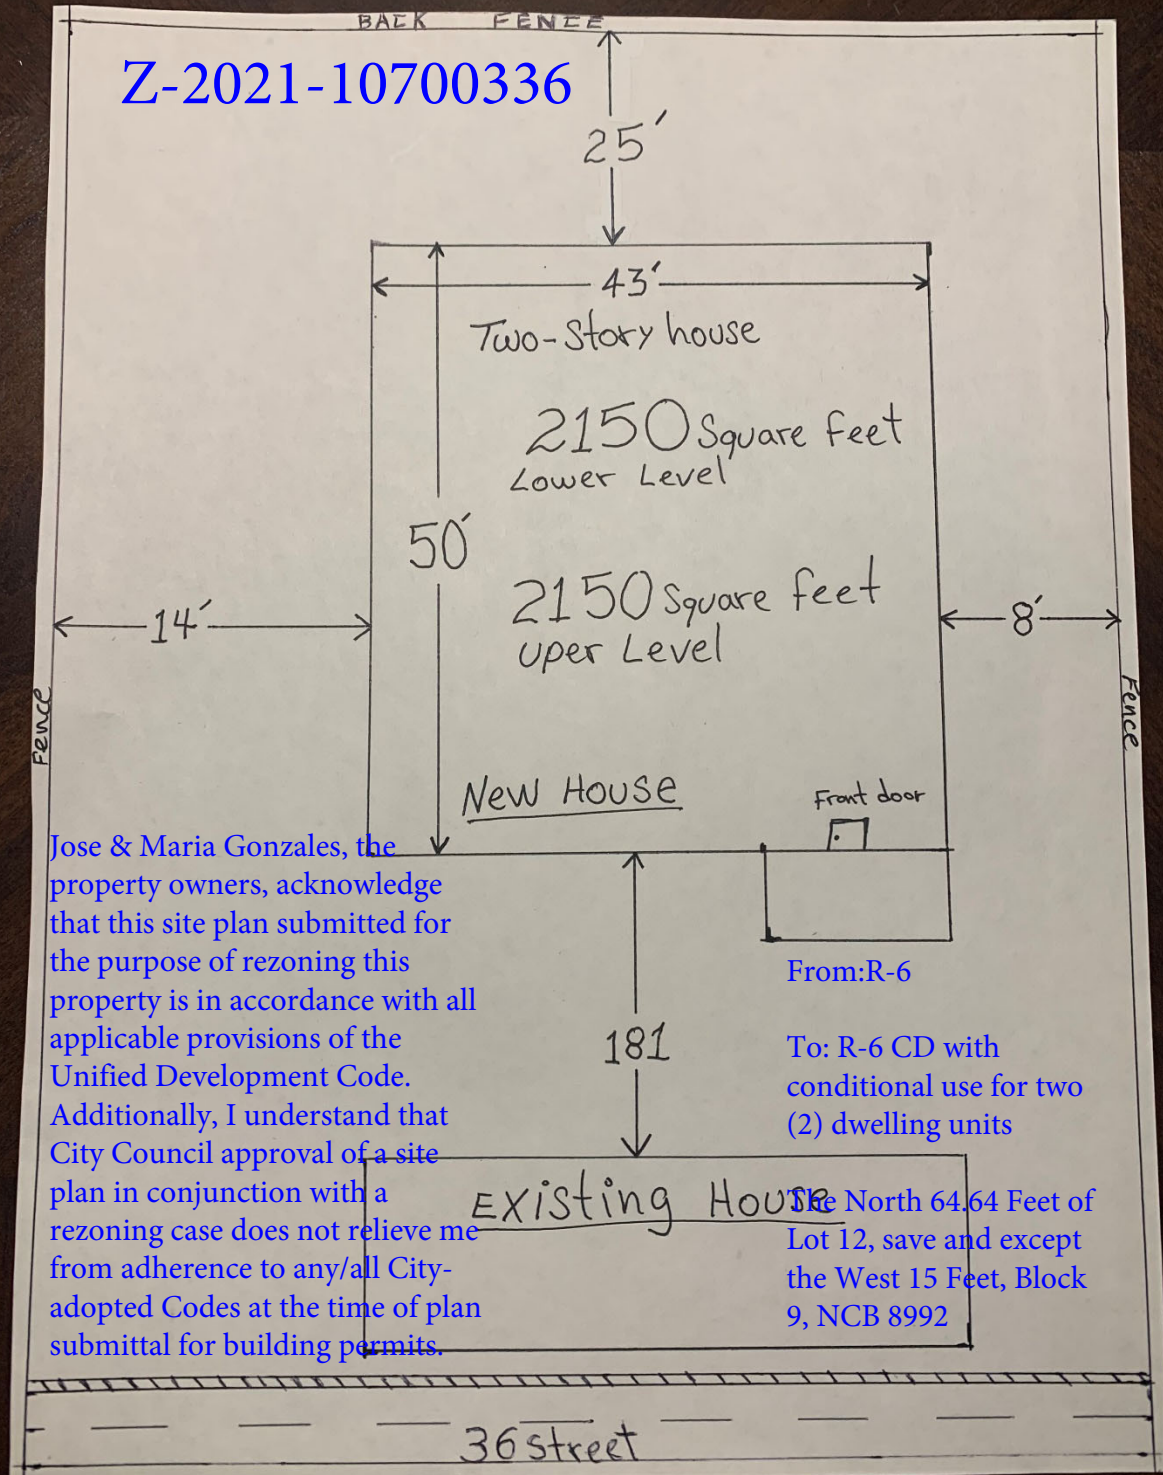 BACK FENCE
Z-2021-10700336
25'
43'
Two-Story house
2150 Square feet
Lower Level
50'
2150 Square feet
uper Level
14'
8'
Fence
Fence
New House
Front door
Jose & Maria Gonzales, the
property owners, acknowledge
that this site plan submitted for
the purpose of rezoning this
property is in accordance with all
applicable provisions of the
Unified Development Code.
Additionally, I understand that
City Council approval of a site
plan in conjunction with a
rezoning case does not relieve me
from adherence to any/all City-
adopted Codes at the time of plan
submittal for building permits.
181
From:R-6
To: R-6 CD with
conditional use for two
(2) dwelling units
Existing House
The North 64.64 Feet of
Lot 12, save and except
the West 15 Feet, Block
9, NCB 8992
36 street